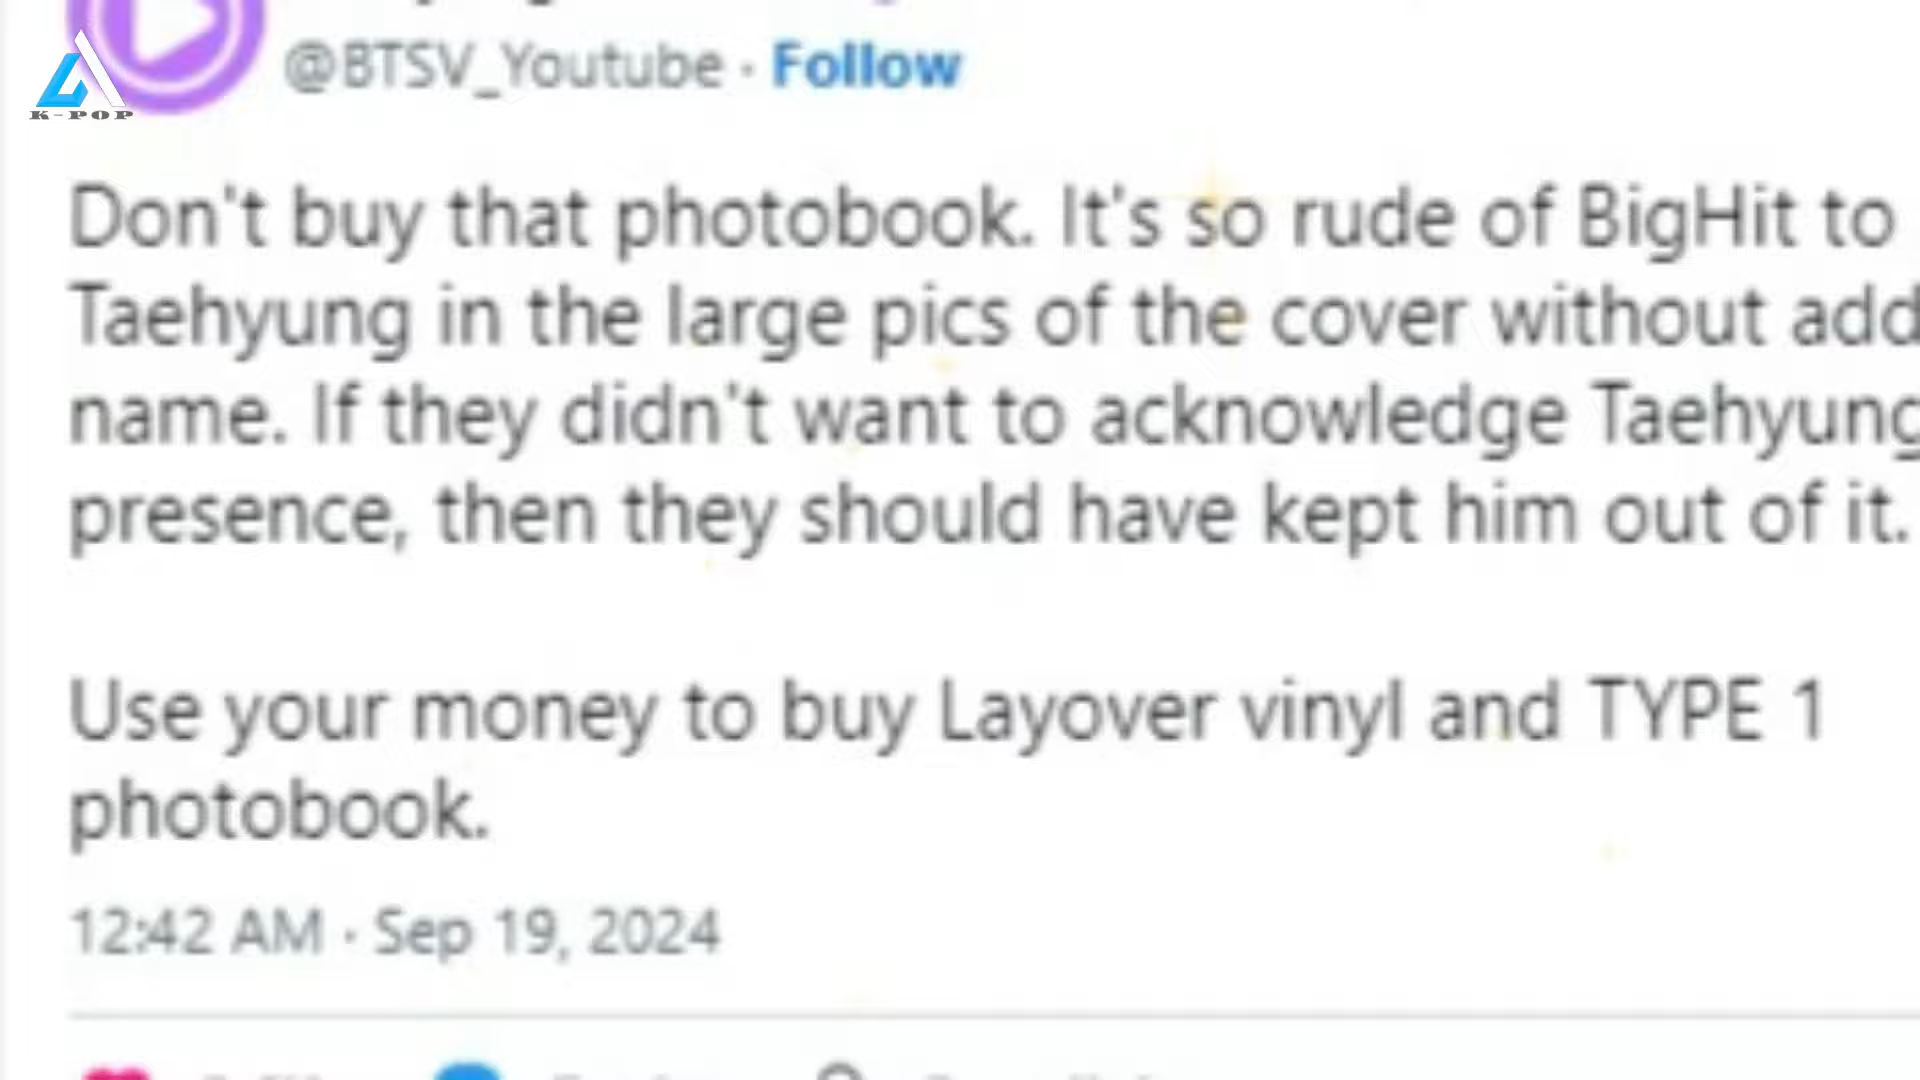 @BTSV_Youtube · Follow
K-POP
Don't buy that photobook. It's so rude of BigHit to
Taehyung in the large pics of the cover without add
name. If they didn't want to acknowledge Taehyung
presence, then they should have kept him out of it.
Use your money to buy Layover vinyl and TYPE 1
photobook.
12:42 AM · Sep 19, 2024